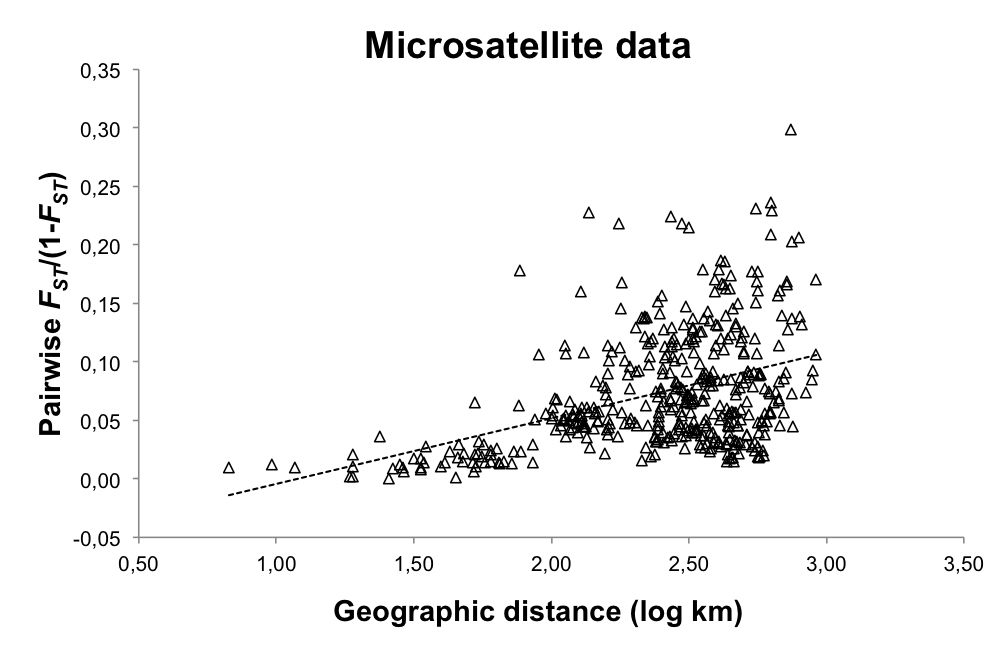 Microsatellite data
0,35
0,30
0,25
0,20
0,15
0,10
0,05
0,00
-0,05
Pairwise FST/(1-FST)
0,50 1,00 1,50 2,00 2,50 3,00 3,50
Geographic distance (log km)